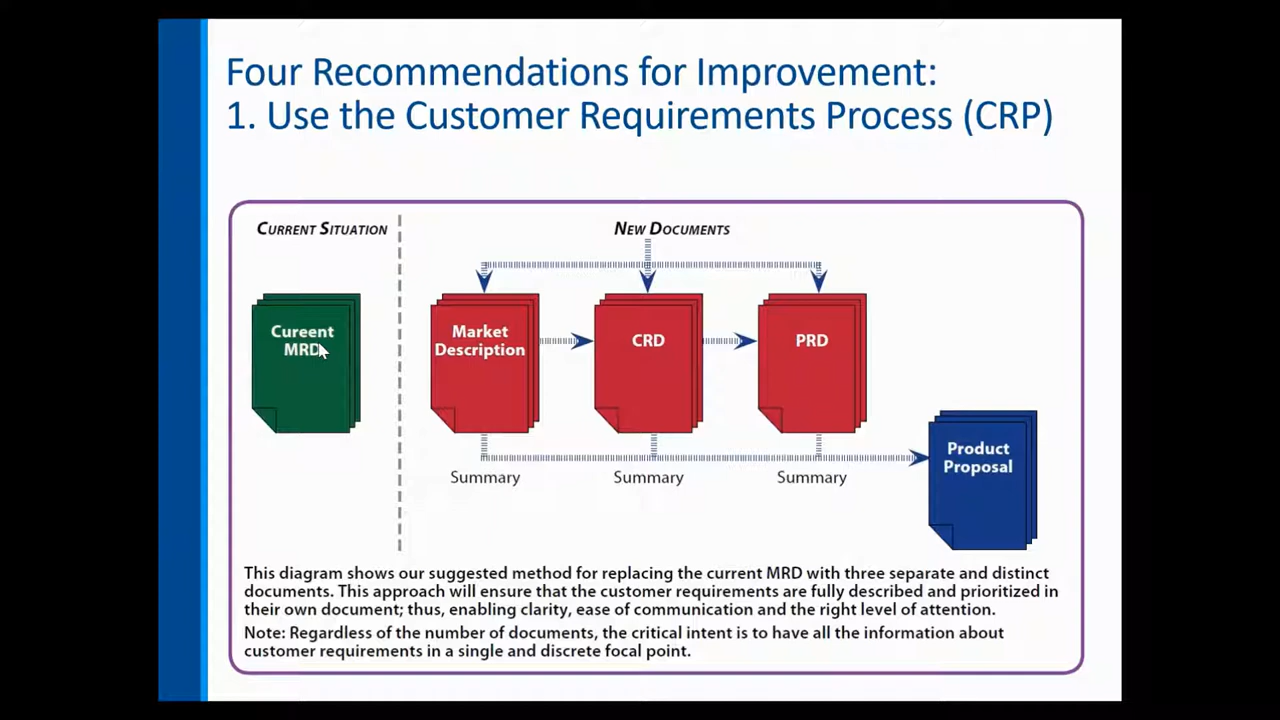 Four Recommendations for Improvement:
1. Use the Customer Requirements Process (CRP)
CURRENT SITUATION
NEW DOCUMENTS
Cureent
MRD
Market
Description
CRD
PRD
Product
Proposal
Summary
Summary
Summary
This diagram shows our suggested method for replacing the current MRD with three separate and distinct
documents. This approach will ensure that the customer requirements are fully described and prioritized in
their own document; thus, enabling clarity, ease of communication and the right level of attention.
Note: Regardless of the number of documents, the critical intent is to have all the information about
customer requirements in a single and discrete focal point.